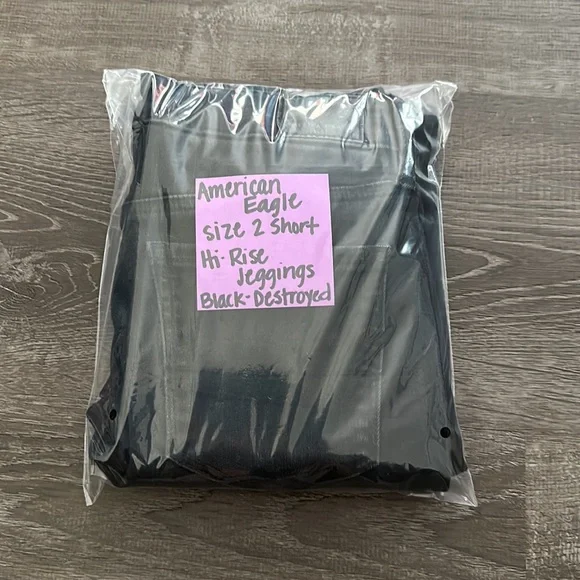 American
Eagle
size 2 Short
Hi-Rise
Jeggings
Black-Destroyed